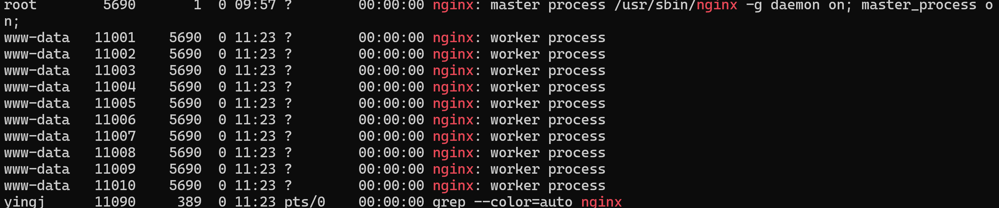 root        5690       1  0 09:57 ?        00:00:00 nginx: master process /usr/sbin/nginx -g daemon on; master_process o
n;
www-data   11001    5690  0 11:23 ?        00:00:00 nginx: worker process
www-data   11002    5690  0 11:23 ?        00:00:00 nginx: worker process
www-data   11003    5690  0 11:23 ?        00:00:00 nginx: worker process
www-data   11004    5690  0 11:23 ?        00:00:00 nginx: worker process
www-data   11005    5690  0 11:23 ?        00:00:00 nginx: worker process
www-data   11006    5690  0 11:23 ?        00:00:00 nginx: worker process
www-data   11007    5690  0 11:23 ?        00:00:00 nginx: worker process
www-data   11008    5690  0 11:23 ?        00:00:00 nginx: worker process
www-data   11009    5690  0 11:23 ?        00:00:00 nginx: worker process
www-data   11010    5690  0 11:23 ?        00:00:00 nginx: worker process
yingj      11090     389  0 11:23 pts/0    00:00:00 grep --color=auto nginx